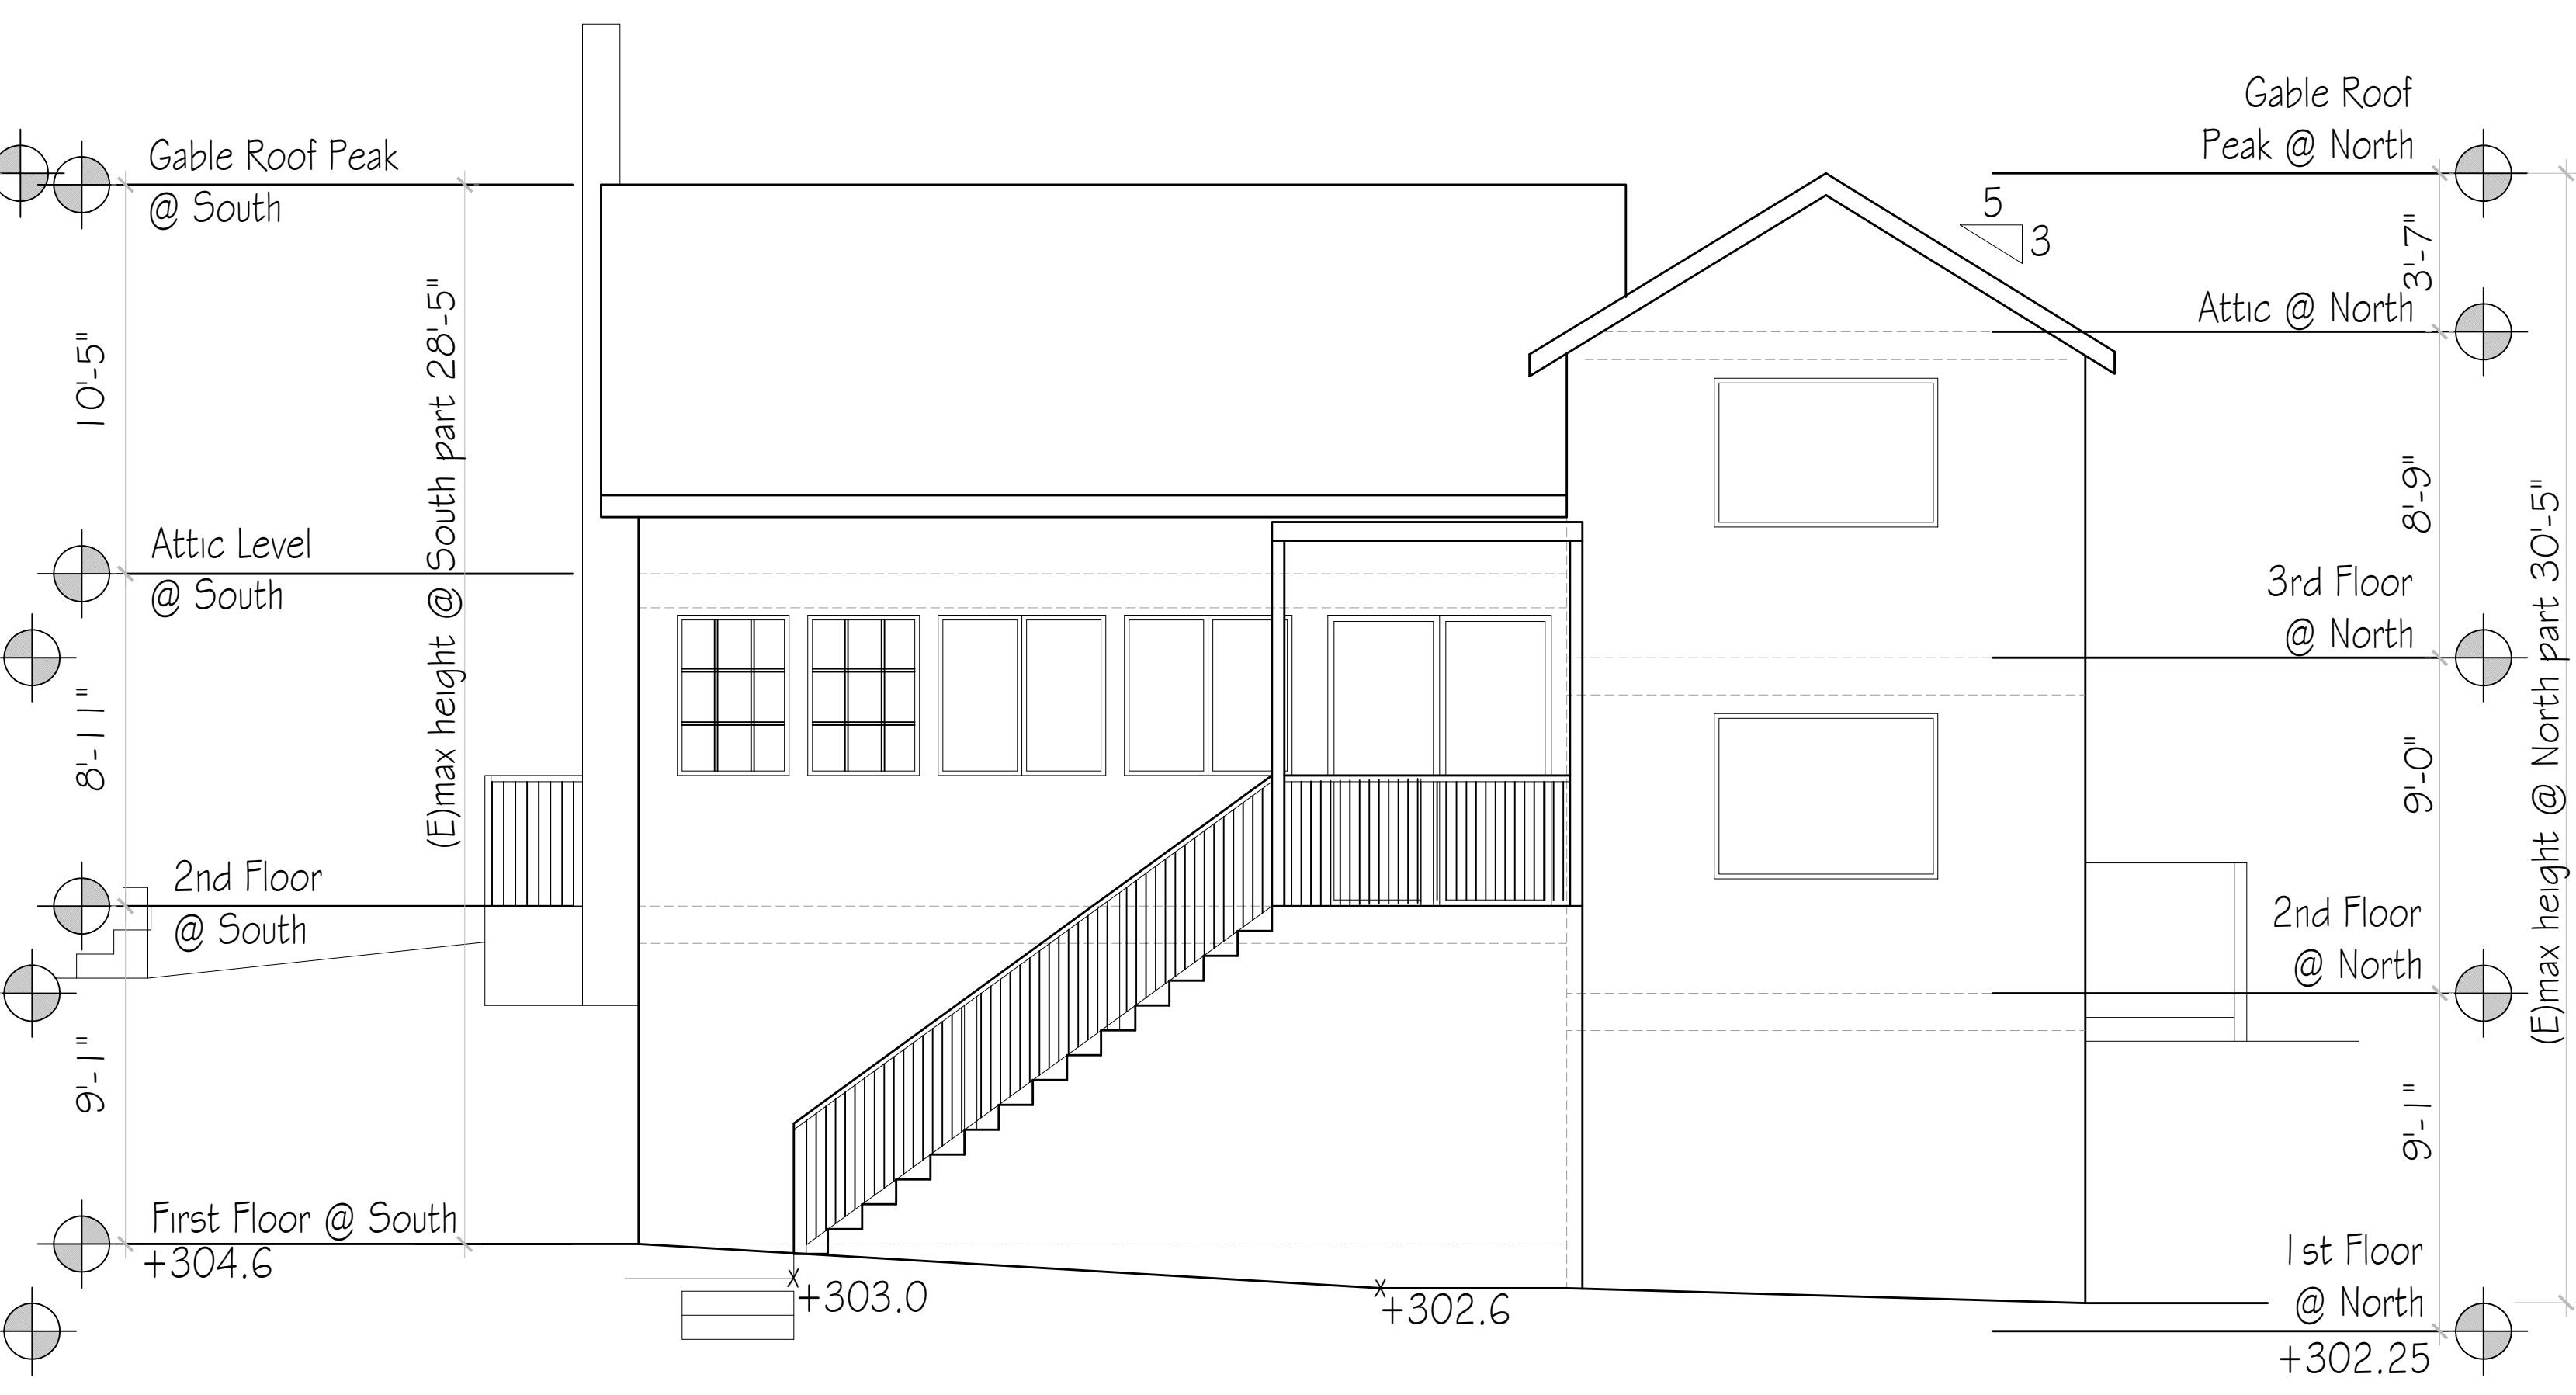 Gable Roof Peak
@ South
10'-5"
Attic Level
@ South
8'-11"
2nd Floor
@ South
9'-1"
First Floor @ South
+304.6
(E)max height @ South part 28'-5"
+303.0
+302.6
5
3
Gable Roof
Peak @ North
3'-7"
Attic @ North
8'-9"
3rd Floor
@ North
9'-0"
2nd Floor
@ North
9'-1"
1st Floor
@ North
+302.25
(E)max height @ North part 30'-5"